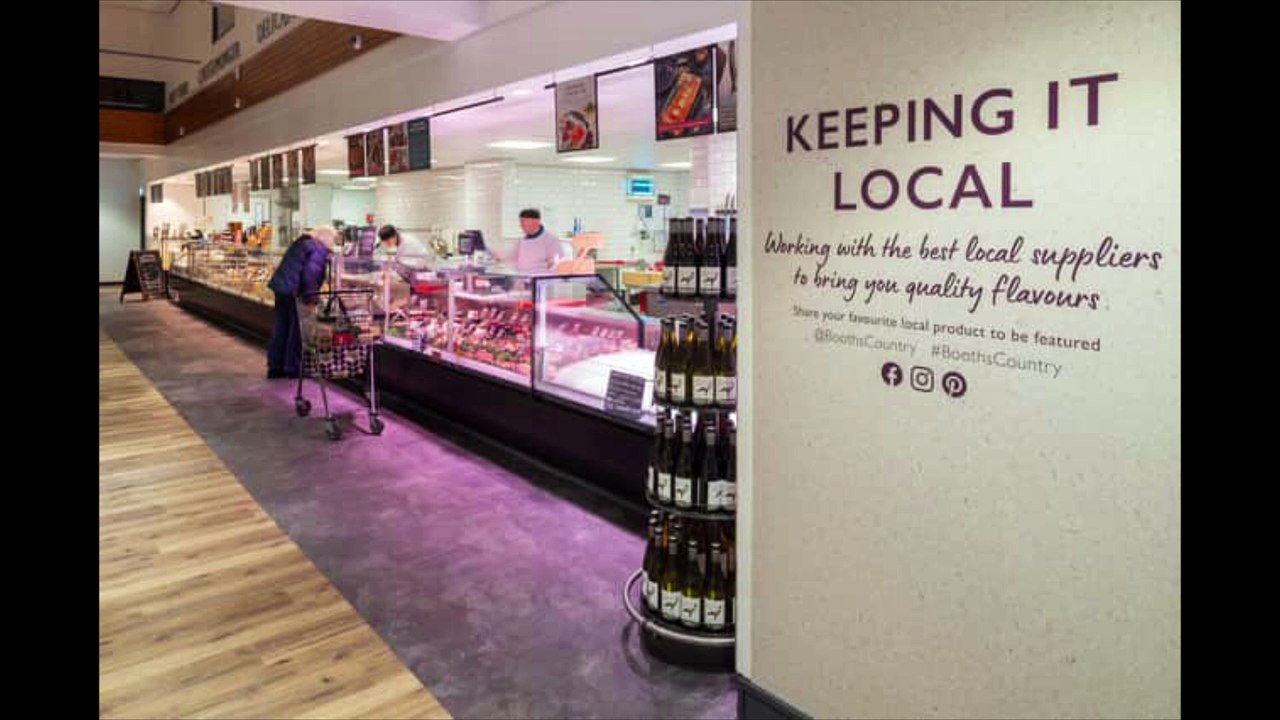 KEEPING IT
LOCAL
Working with the best local suppliers
to bring you quality flavours
Share your favourite local product to be featured
@BoothsCountry #BoothsCountry